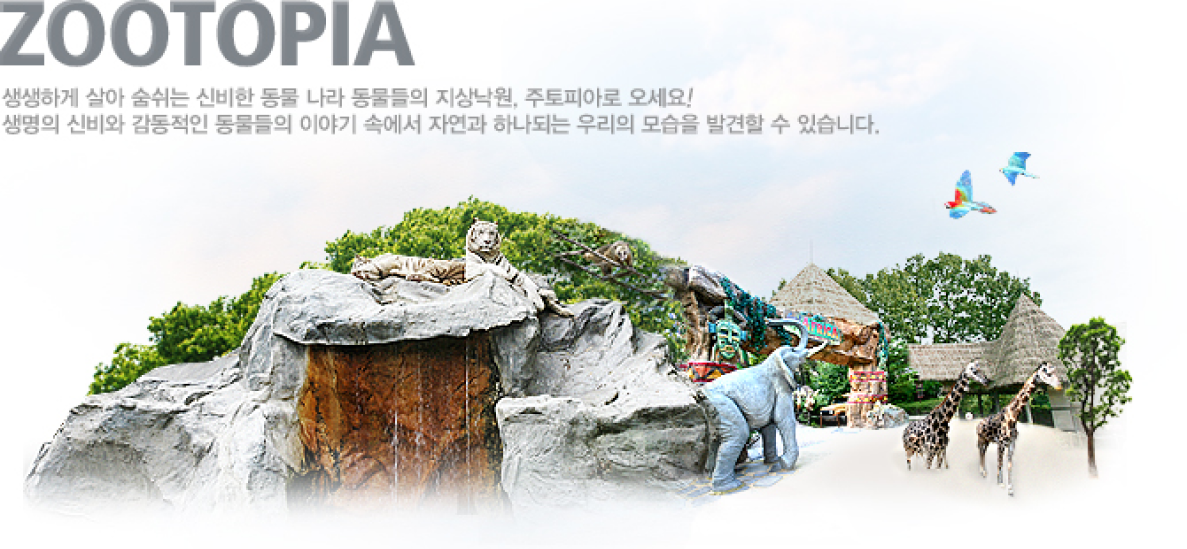 ZOOTOPIA
생생하게 살아 숨쉬는 신비한 동물 나라 동물들의 지상낙원, 주토피아로 오세요!
생명의 신비와 감동적인 동물들의 이야기 속에서 자연과 하나되는 우리의 모습을 발견할 수 있습니다.